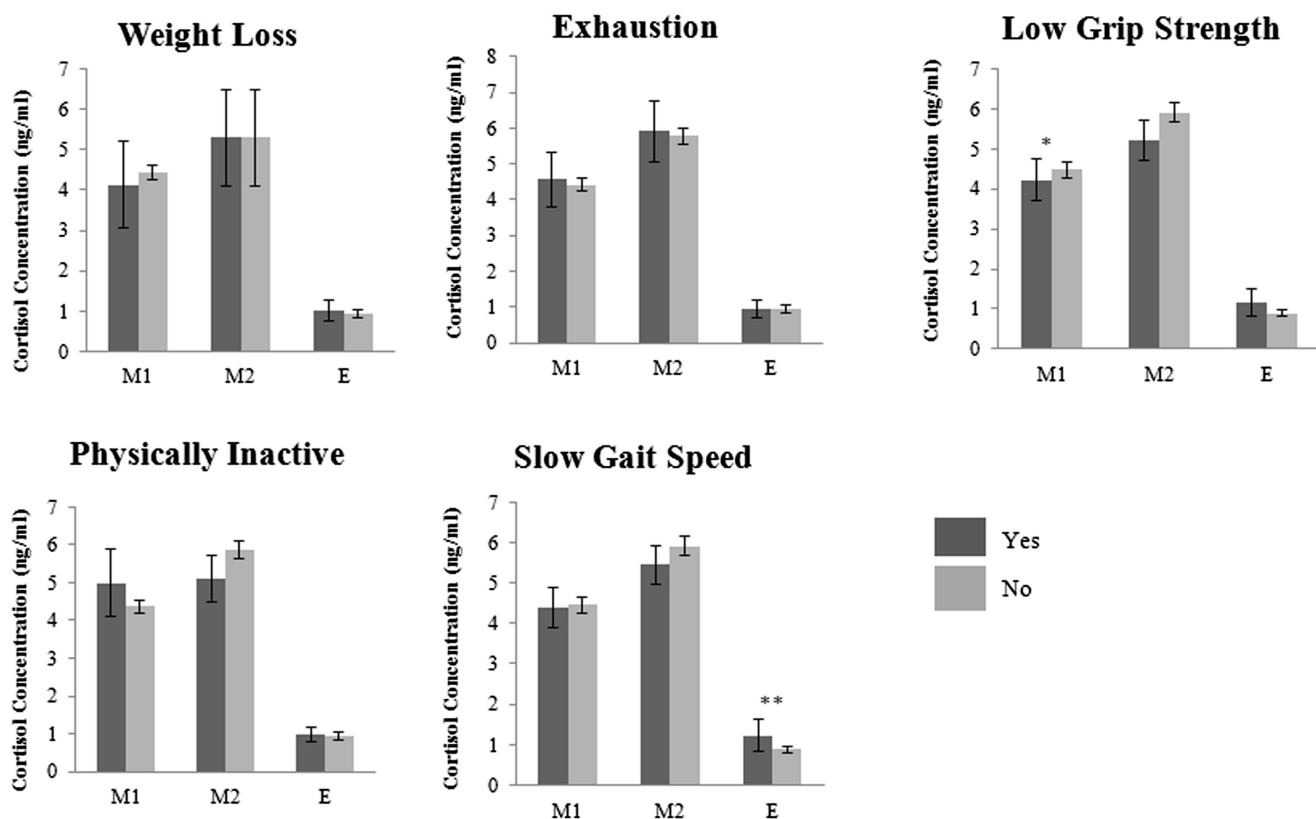 Weight Loss
Cortisol Concentration (ng/ml)
7
6
5
4
3
2
1
0
M1 M2 E
Exhaustion
Cortisol Concentration (ng/ml)
8
7
6
5
4
3
2
1
0
M1 M2 E
Low Grip Strength
Cortisol Concentration (ng/ml)
7
6
5
4
3
2
1
0
*
M1 M2 E
Physically Inactive
Cortisol Concentration (ng/ml)
7
6
5
4
3
2
1
0
M1 M2 E
Slow Gait Speed
Cortisol Concentration (ng/ml)
7
6
5
4
3
2
1
0
**
M1 M2 E
Yes
No